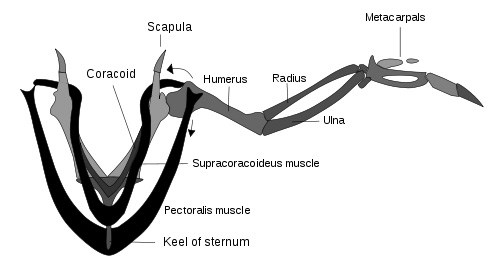 Metacarpals
Scapula
Coracoid
Humerus
Radius
Ulna
Supracoracoideus muscle
Pectoralis muscle
Keel of sternum